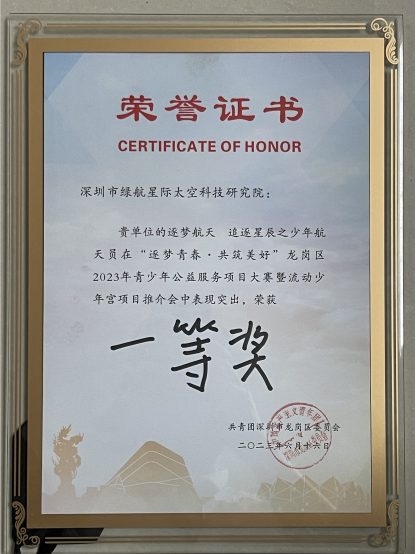 荣誉证书
CERTIFICATE OF HONOR
深圳市绿航星际太空科技研究院：
贵单位的逐梦航天 追逐星辰之少年航
天员在“逐梦青春·共筑美好”龙岗区
2023年青少年公益服务项目大赛暨流动少
年宫项目推介会中表现突出，荣获
一等奖
共青团深圳市龙岗区委员会
二〇二三年六月十六日